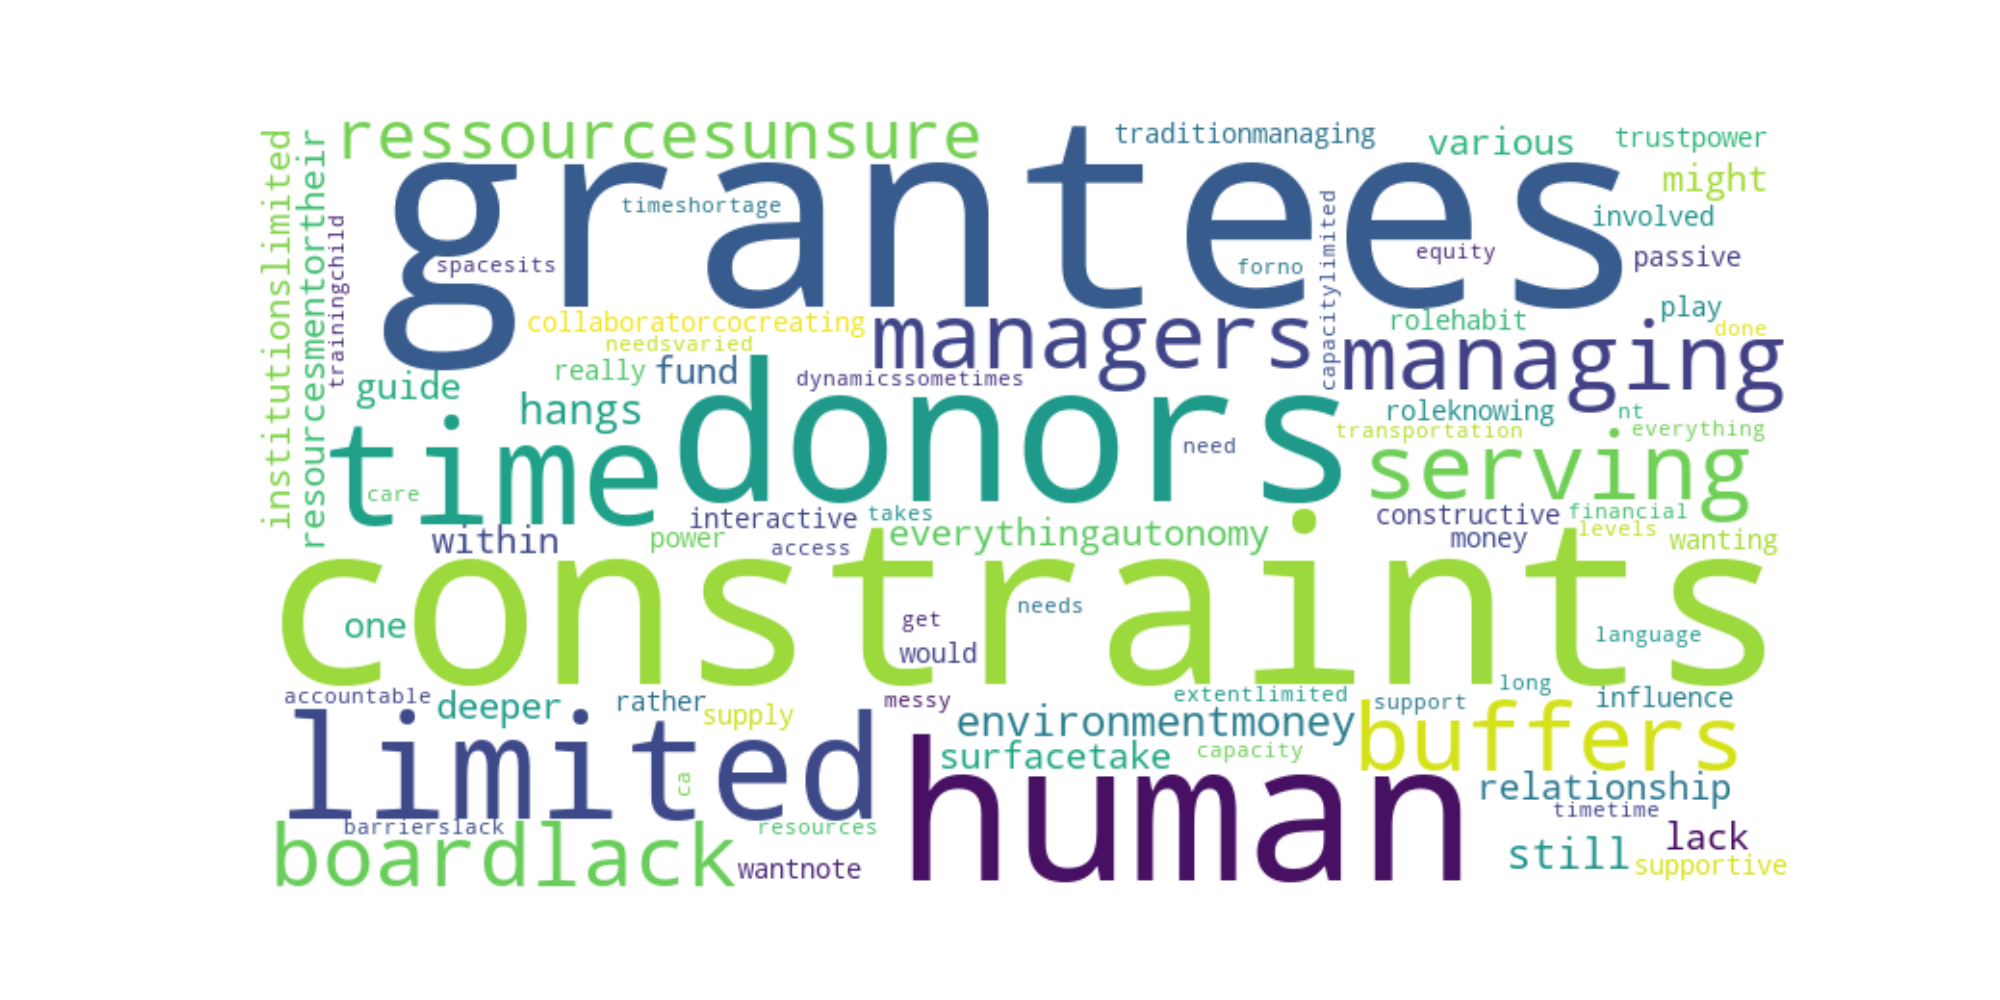 ressourcesunsure
traditionmanaging
various
trustpower
grantees
might
timeshortage
involved
spacesits
forno
equity
passive
institutionslimited
resourcesmentortheir
trainingchild
capacitylimited
collaboratorcocreating
managers
rolehabit
play
done
needsvaried
managing
really
fund
dynamicssometimes
guide
hangs
donors
roleknowing
nt
transportation
everything
time
need
serving
care
interactive
takes
constructive
financial
within
power
access
everythingautonomy
money
levels
wanting
constraints
one
get
needs
would
language
accountable
deeper
rather
supply
messy
extentlimited
support
long
influence
limited
environmentmoney
buffers
surfacetake
capacity
ca
human
relationship
timetime
barrierslack
resources
lack
boardlack
wantnote
still
supportive